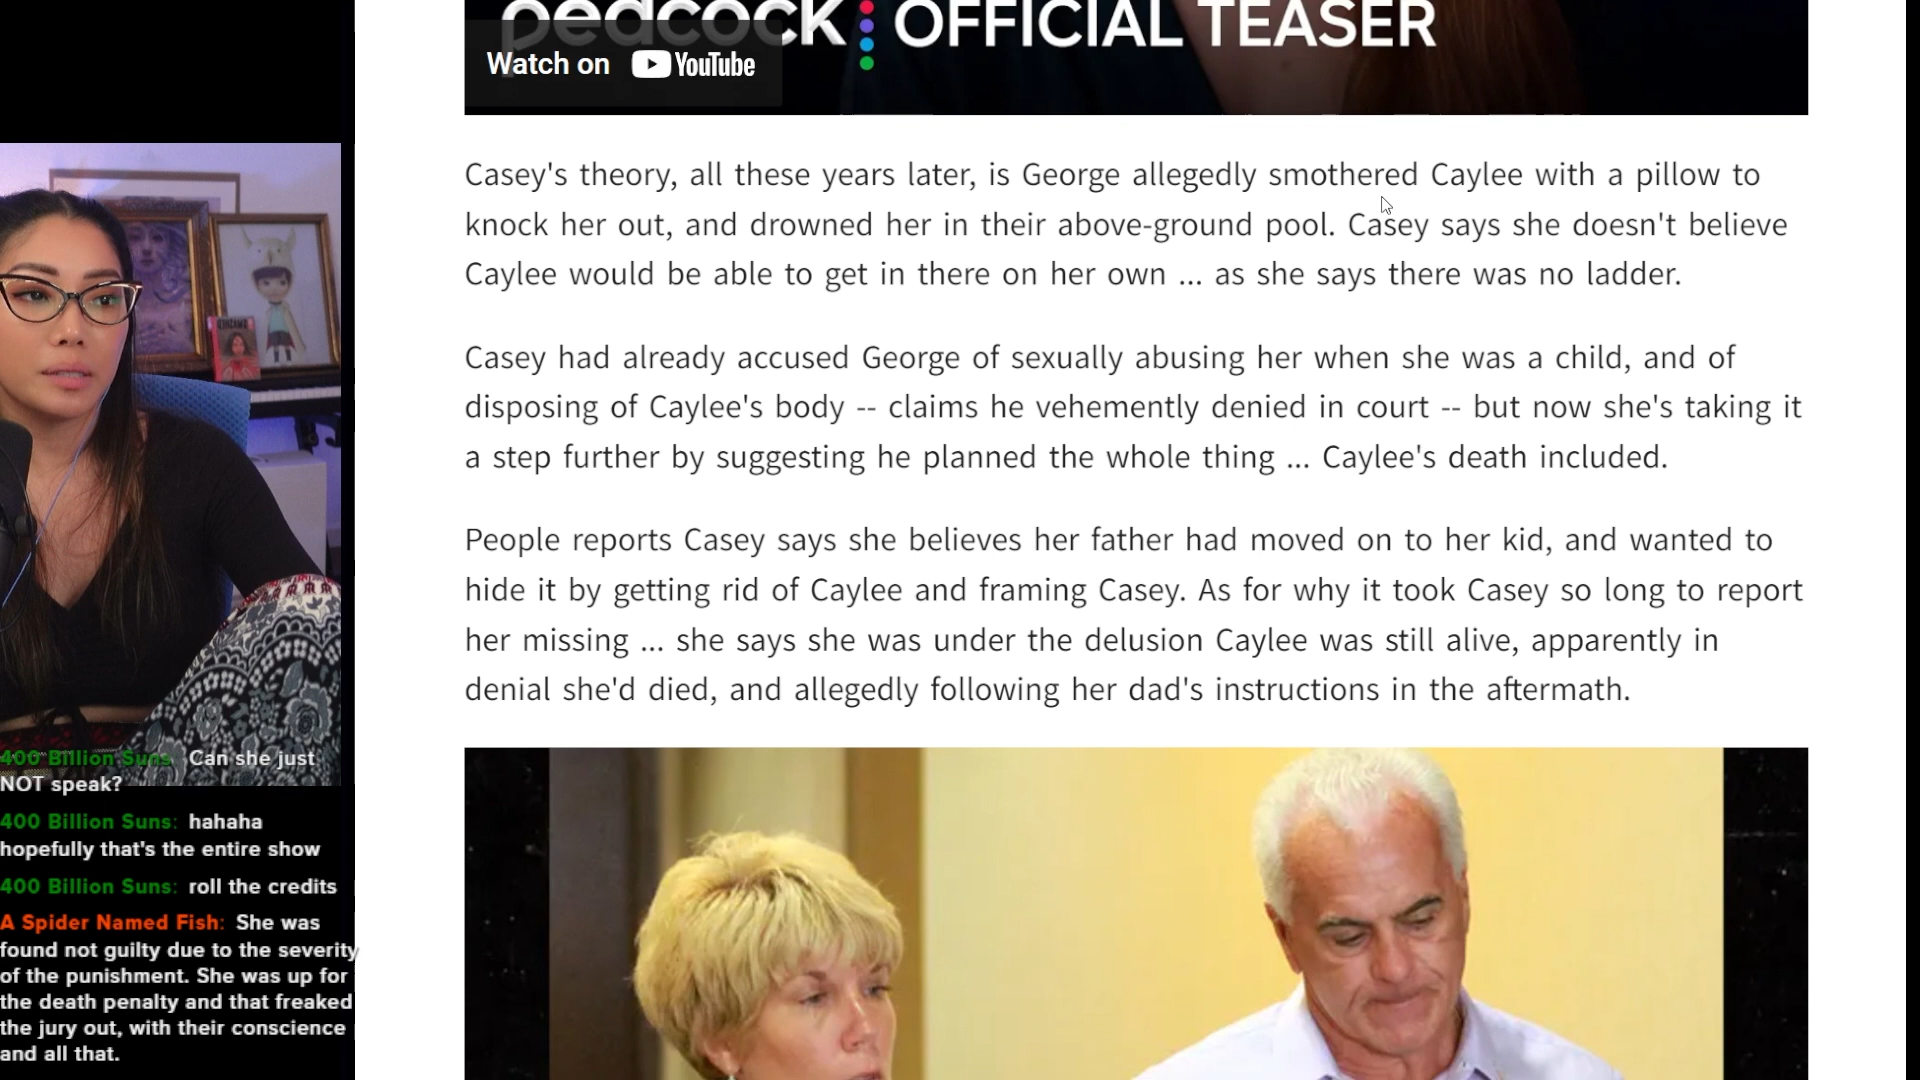 peacock OFFICIAL TEASER
Watch on YouTube
Casey's theory, all these years later, is George allegedly smothered Caylee with a pillow to
knock her out, and drowned her in their above-ground pool. Casey says she doesn't believe
Caylee would be able to get in there on her own ... as she says there was no ladder.
Casey had already accused George of sexually abusing her when she was a child, and of
disposing of Caylee's body -- claims he vehemently denied in court -- but now she's taking it
a step further by suggesting he planned the whole thing ... Caylee's death included.
People reports Casey says she believes her father had moved on to her kid, and wanted to
hide it by getting rid of Caylee and framing Casey. As for why it took Casey so long to report
her missing ... she says she was under the delusion Caylee was still alive, apparently in
denial she'd died, and allegedly following her dad's instructions in the aftermath.
400 Billion Suns: Can she just
NOT speak?
400 Billion Suns: hahaha
hopefully that's the entire show
400 Billion Suns: roll the credits
A Spider Named Fish: She was
found not guilty due to the severity
of the punishment. She was up for
the death penalty and that freaked
the jury out, with their conscience
and all that.